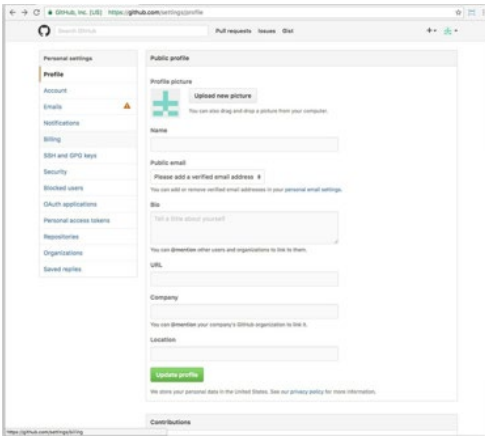 GitHub, Inc. [US] https://github.com/settings/profile
Search GitHub
Pull requests Issues Gist
Personal settings
Profile
Account
Emails
Notifications
Billing
SSH and GPG keys
Security
Blocked users
OAuth applications
Personal access tokens
Repositories
Organizations
Saved replies
Public profile
Profile picture
Upload new picture
You can also drag and drop a picture from your computer.
Name
Public email
Please add a verified email address
You can add or remove verified email addresses in your personal email settings.
Bio
Tell a little about yourself
You can @mention other users and organizations to link to them.
URL
Company
You can @mention your company's GitHub organization to link it.
Location
Update profile
We store your personal data in the United States. See our privacy policy for more information.
Contributions
https://github.com/settings/billing